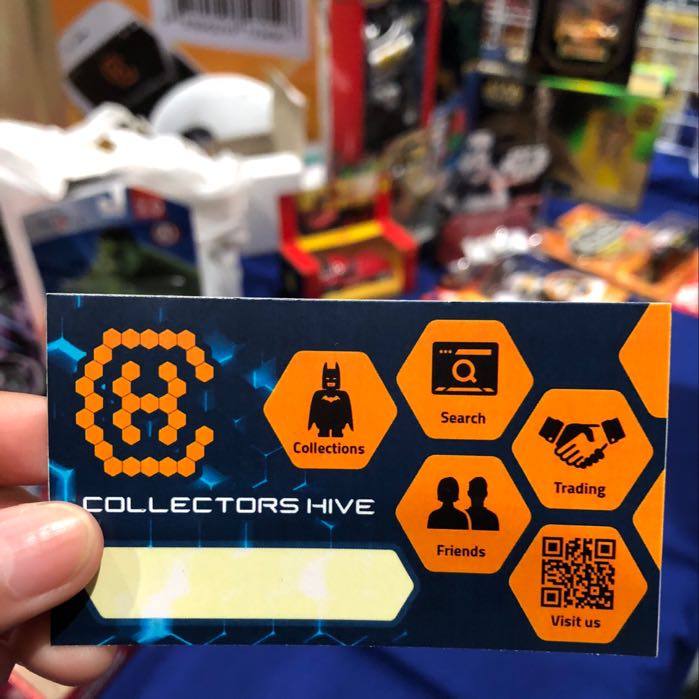 COLLECTORS HIVE
Collections
Search
Trading
Friends
Visit us